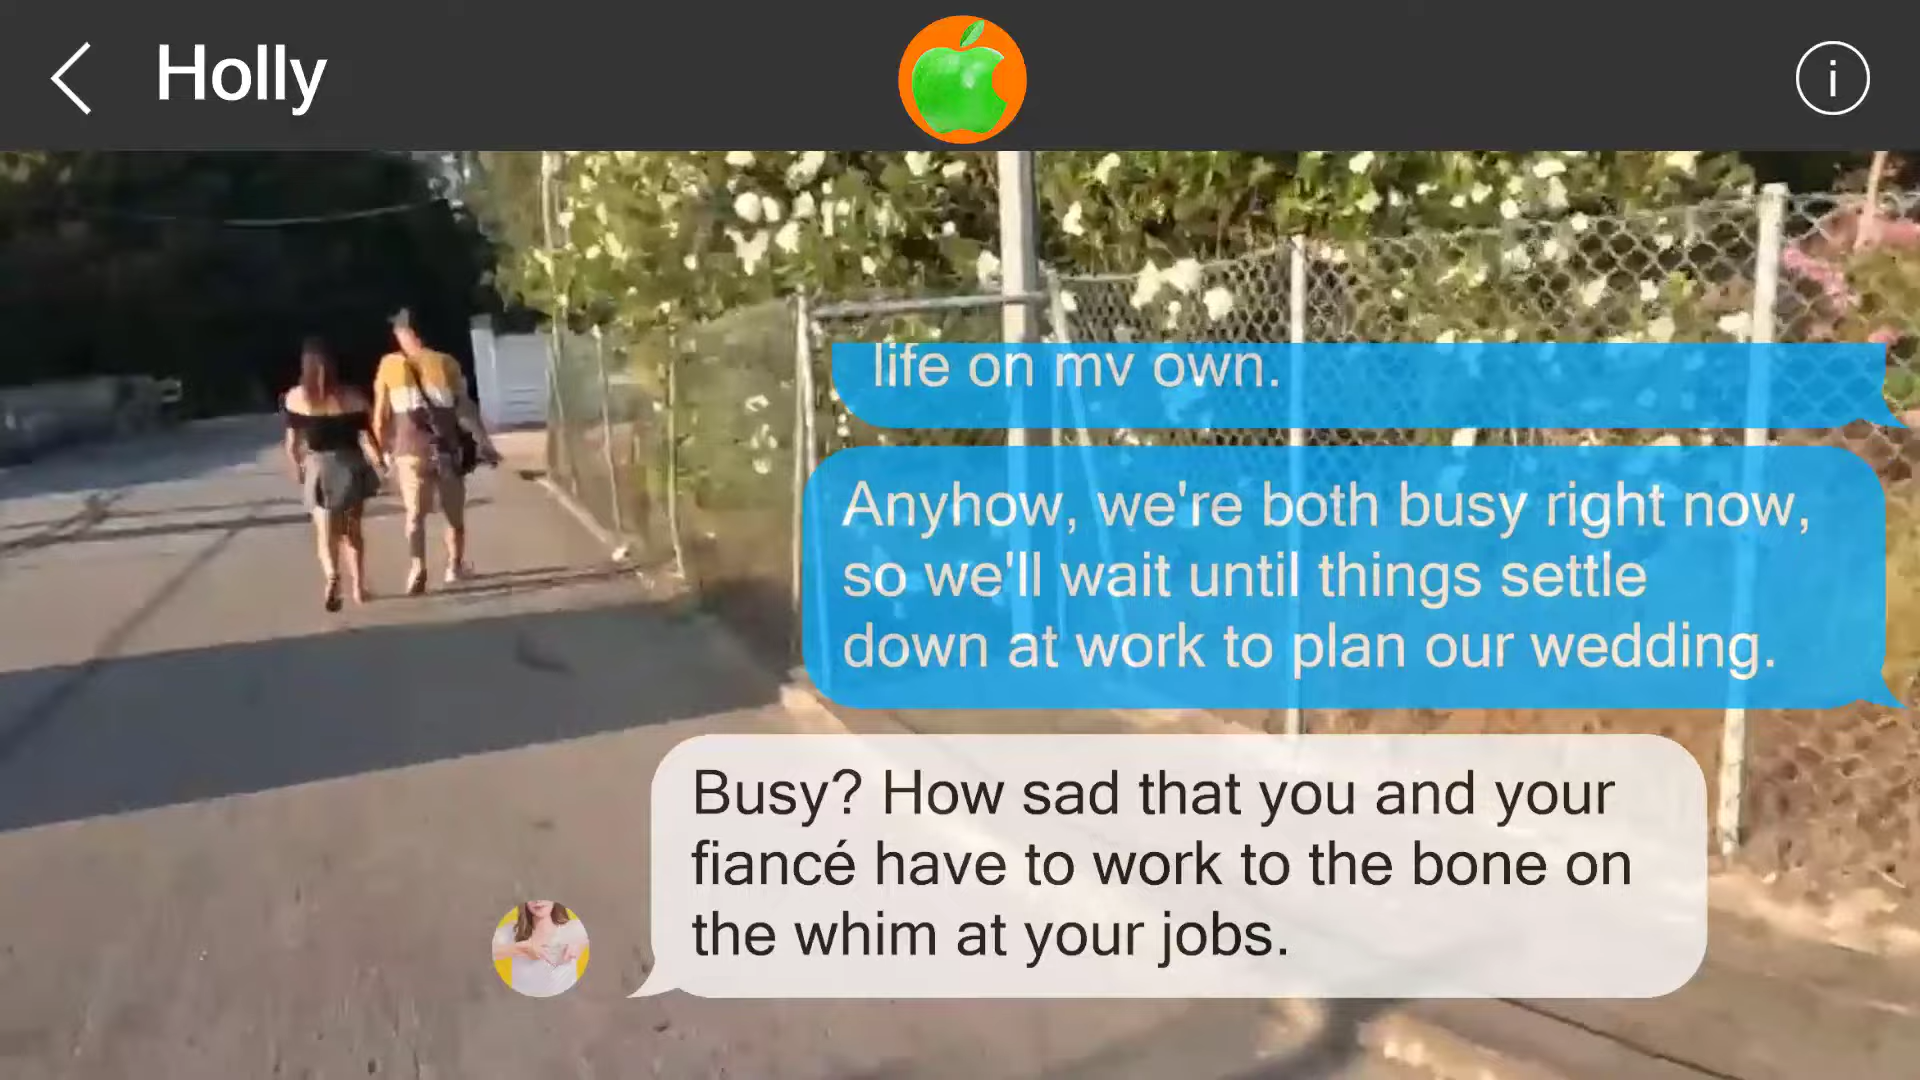 Holly
life on my own.
Anyhow, we're both busy right now,
so we'll wait until things settle
down at work to plan our wedding.
Busy? How sad that you and your
fiancé have to work to the bone on
the whim at your jobs.